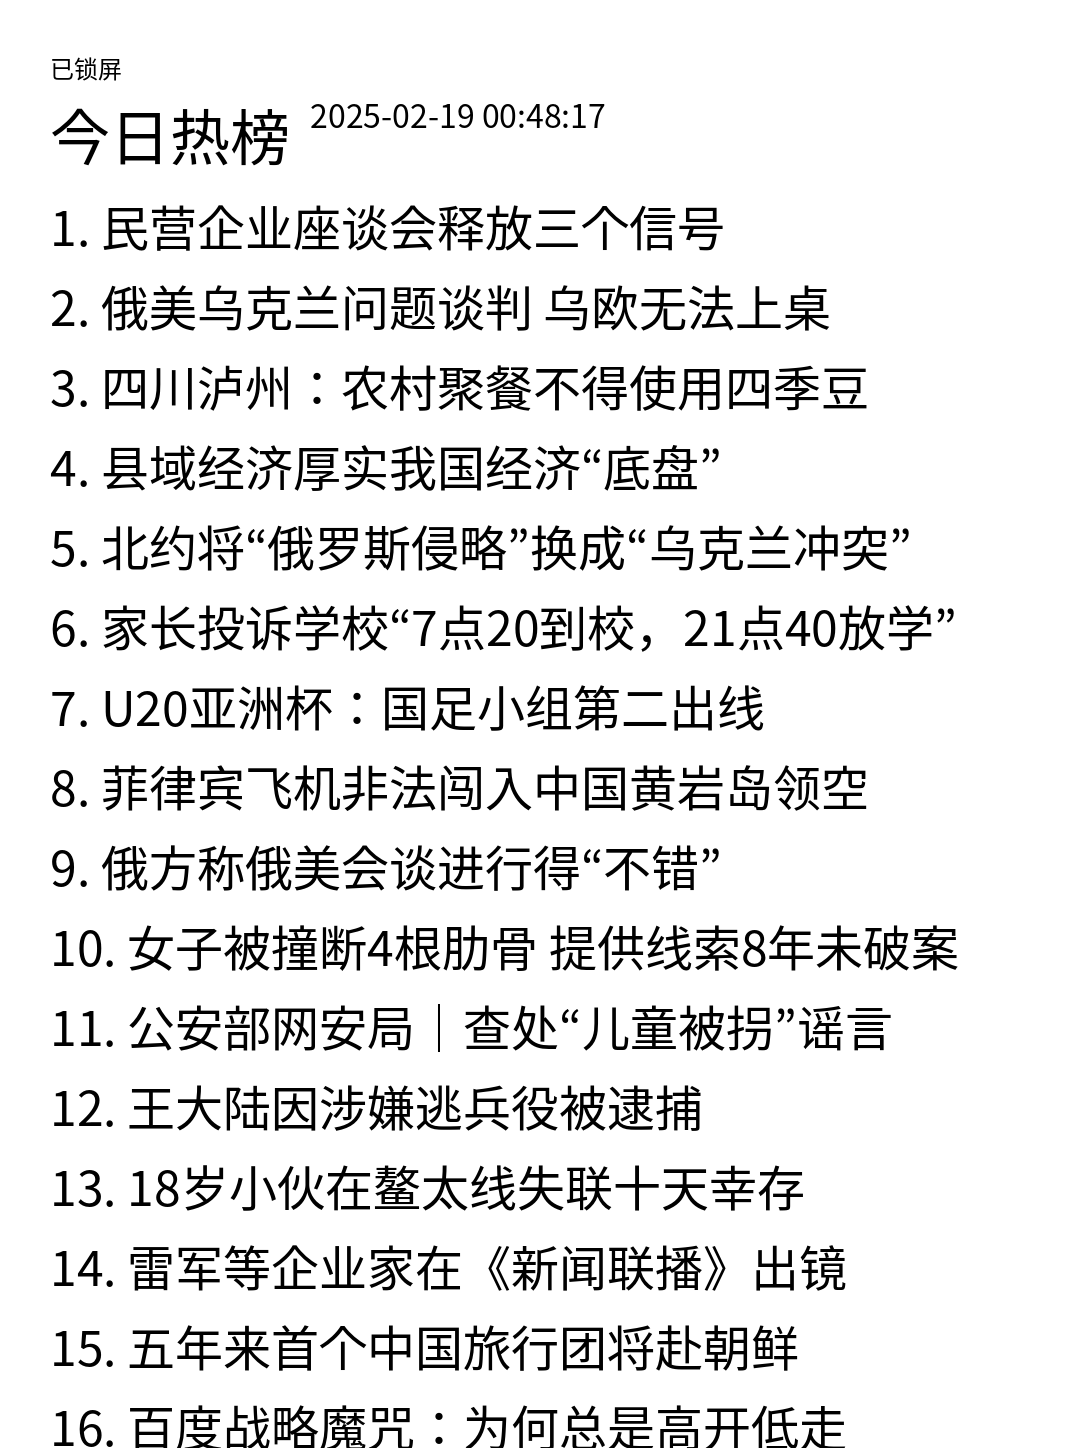 已锁屏
今日热榜 2025-02-19 00:48:17
1. 民营企业座谈会释放三个信号
2. 俄美乌克兰问题谈判 乌欧无法上桌
3. 四川泸州：农村聚餐不得使用四季豆
4. 县域经济厚实我国经济“底盘”
5. 北约将“俄罗斯侵略”换成“乌克兰冲突”
6. 家长投诉学校“7点20到校，21点40放学”
7. U20亚洲杯：国足小组第二出线
8. 菲律宾飞机非法闯入中国黄岩岛领空
9. 俄方称俄美会谈进行得“不错”
10. 女子被撞断4根肋骨 提供线索8年未破案
11. 公安部网安局｜查处“儿童被拐”谣言
12. 王大陆因涉嫌逃兵役被逮捕
13. 18岁小伙在鳌太线失联十天幸存
14. 雷军等企业家在《新闻联播》出镜
15. 五年来首个中国旅行团将赴朝鲜
16. 百度战略魔咒：为何总是高开低走